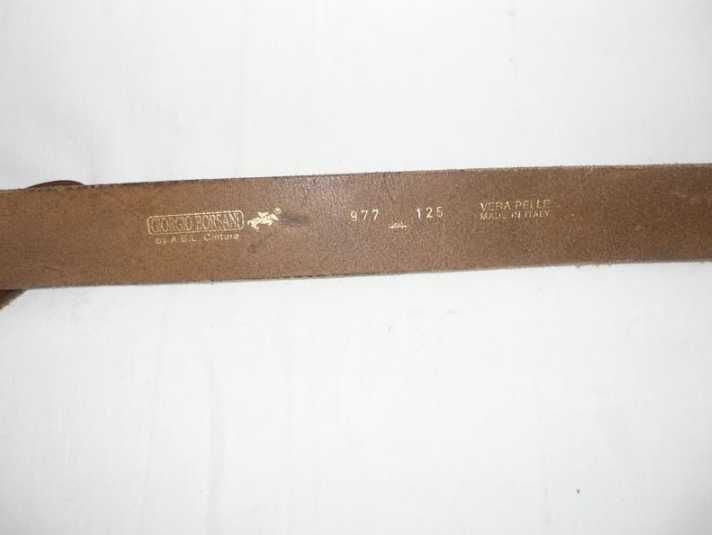 GIORGIO BORSANI
by A.B.L. Cinture
977 125
VERA PELLE
MADE IN ITALY